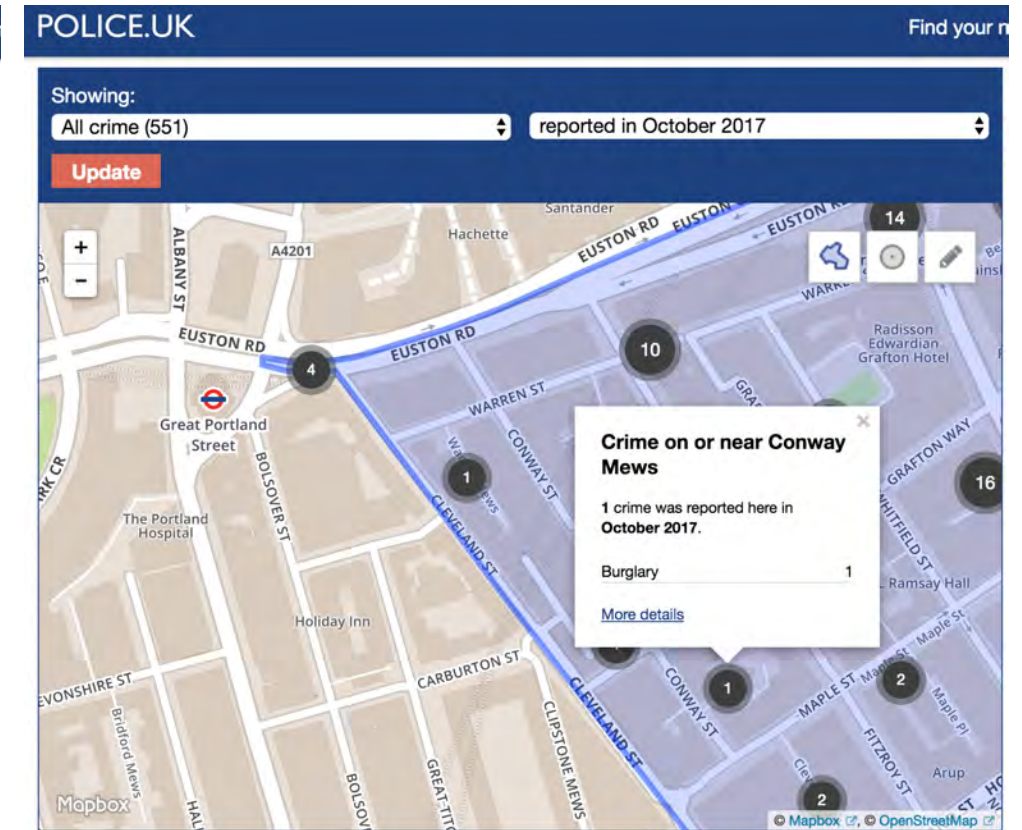 POLICE.UK
Find your
Showing:
All crime (551)
reported in October 2017
Update
Santander
Hachette
EUSTON RD
EUSTON
EUSTON
14
+
−
ALBANY ST
A4201
EUSTON RD
EUSTON RD
4
10
Radisson
Edwardian
Grafton Hotel
Great Portland
Street
WARREN ST
CONWAY ST
1
BOLSOVER ST
CLEVELAND ST
GRAFTON WAY
16
WHITFIELD ST
The Portland
Hospital
×
Crime on or near Conway
Mews
1 crime was reported here in
October 2017.
Burglary 1
More details
Ramsay Hall
Holiday Inn
CARBURTON ST
CLEVELAND ST
CONWAY ST
1
MAPLE ST
Maple St
Maple St
2
Maple Pl
Bridford Mews
CLIPSTONE MEWS
FITZROY ST
Arup
2
Mapbox
© Mapbox, © OpenStreetMap